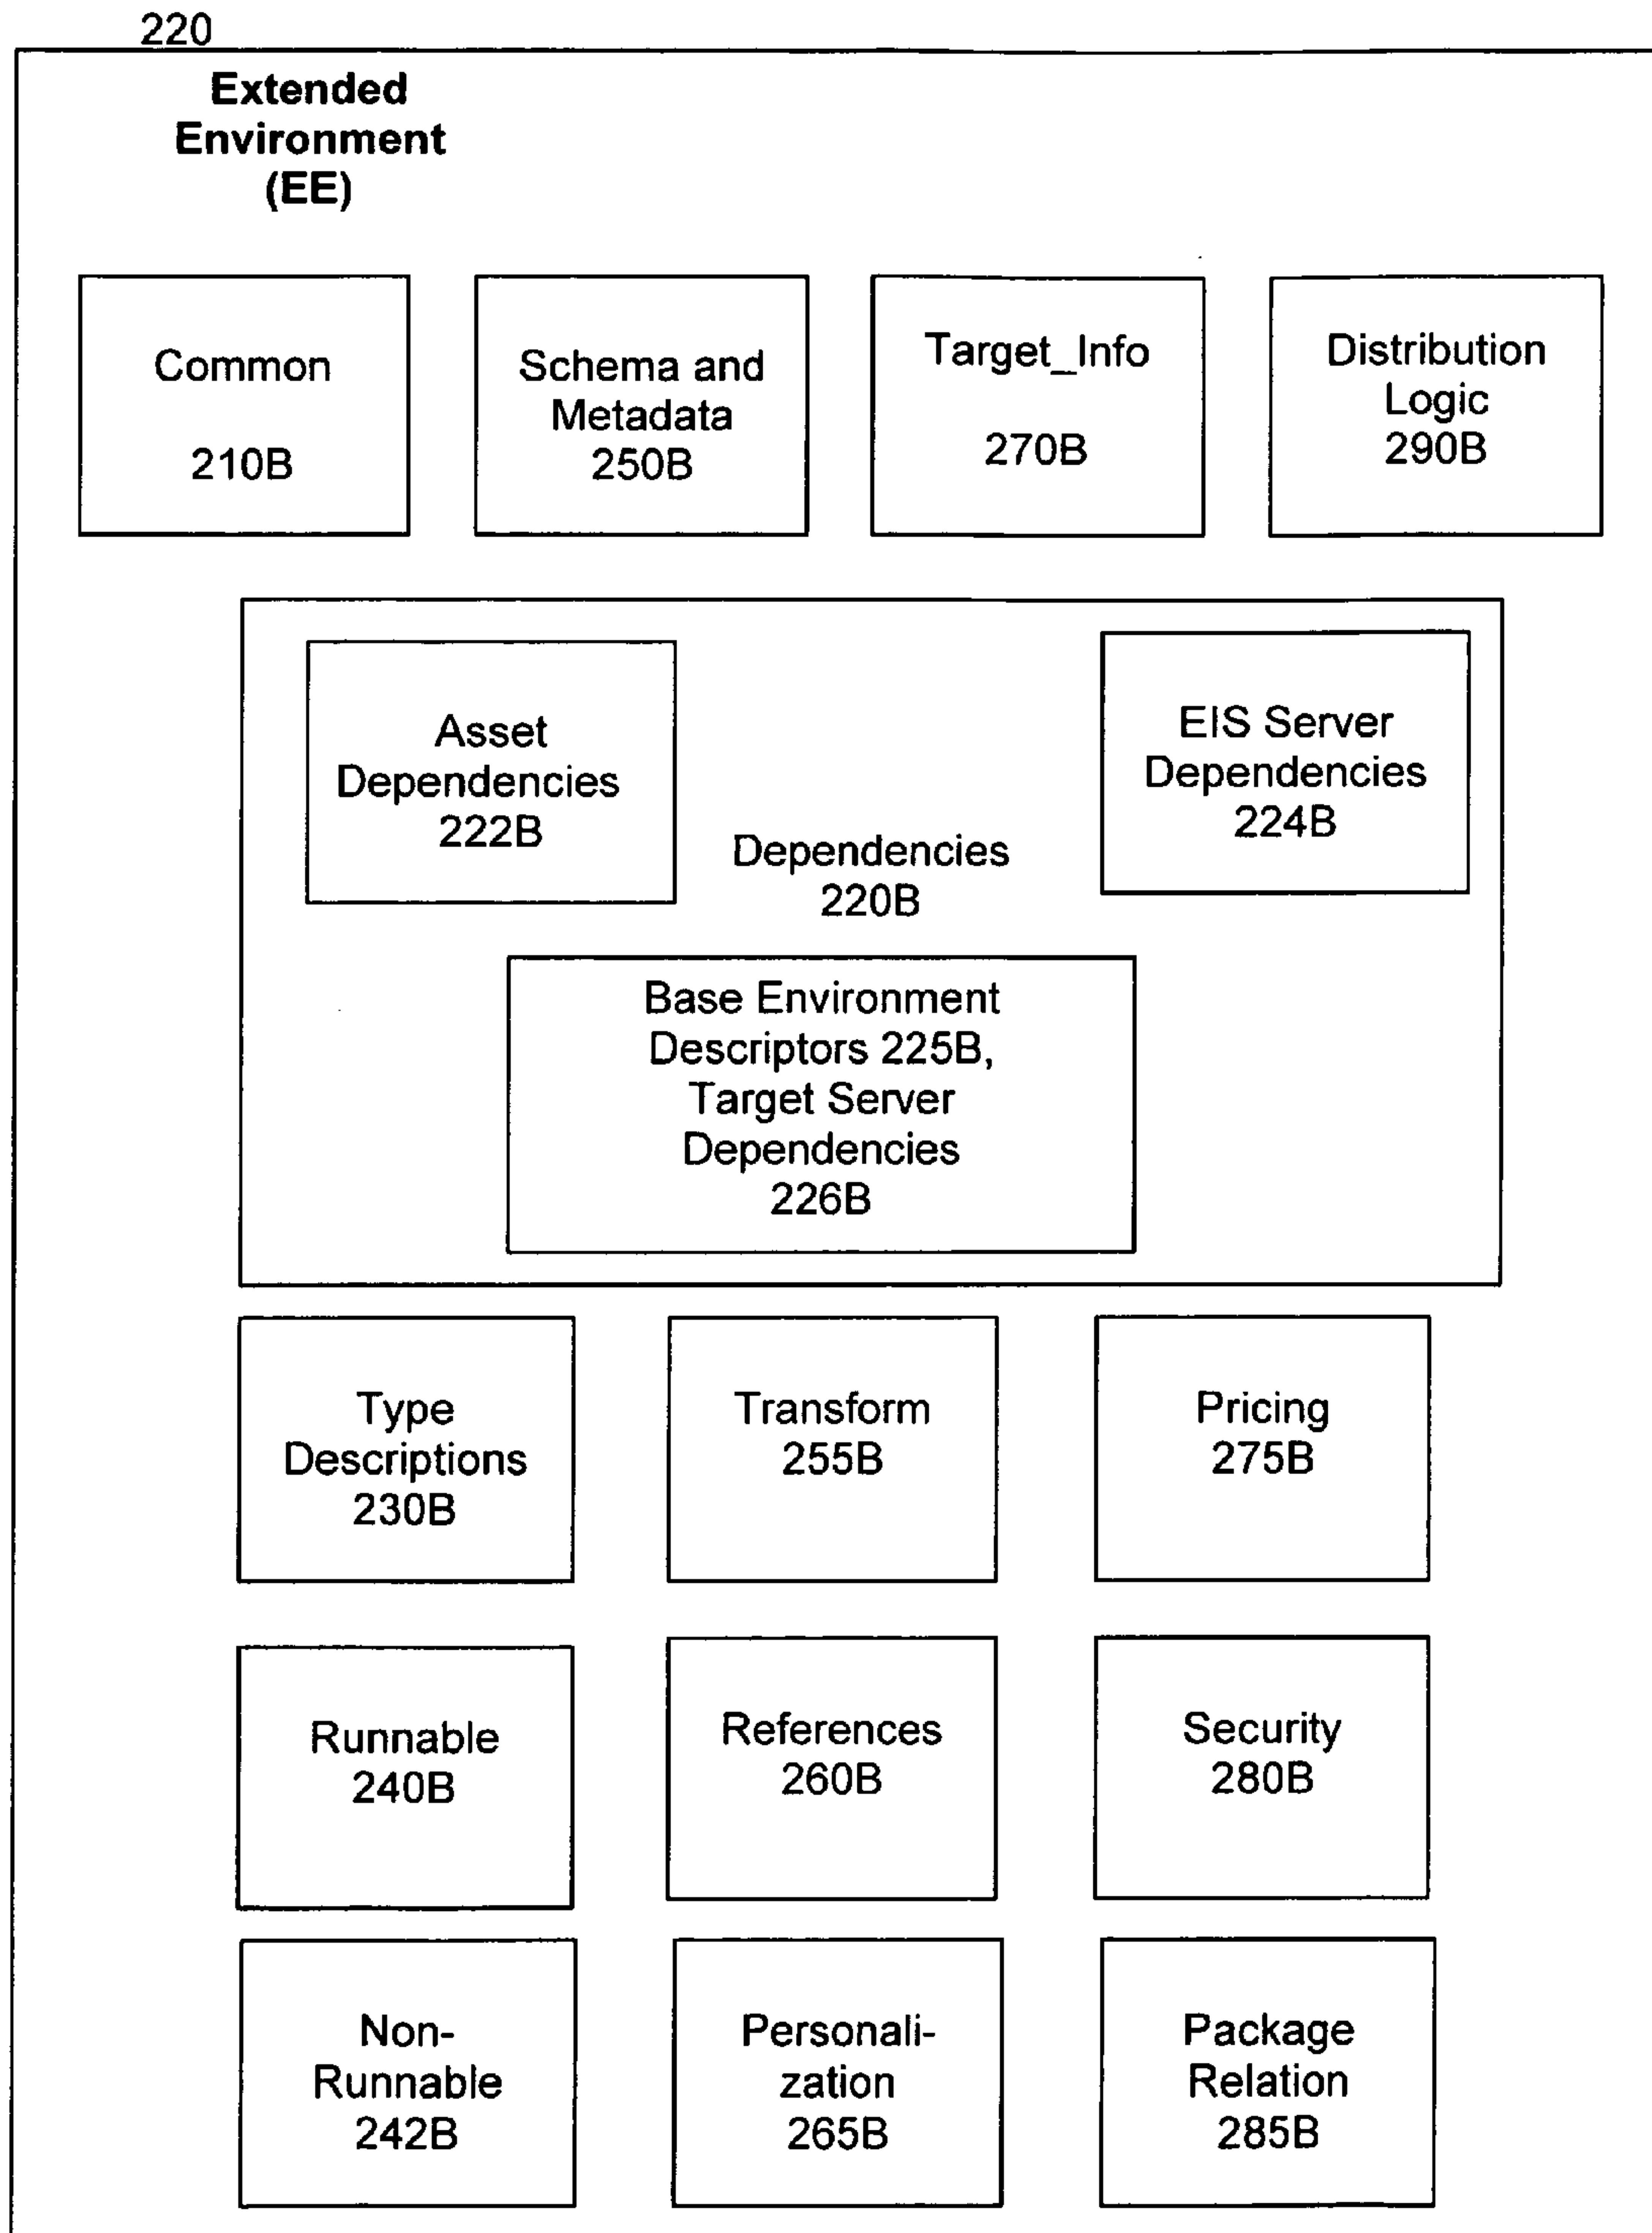 220
Extended
Environment
(EE)
Common
210B
Schema and
Metadata
250B
Target_Info
270B
Distribution
Logic
290B
Asset
Dependencies
222B
EIS Server
Dependencies
224B
Dependencies
220B
Base Environment
Descriptors 225B,
Target Server
Dependencies
226B
Type
Descriptions
230B
Transform
255B
Pricing
275B
Runnable
240B
References
260B
Security
280B
Non-
Runnable
242B
Personali-
zation
265B
Package
Relation
285B